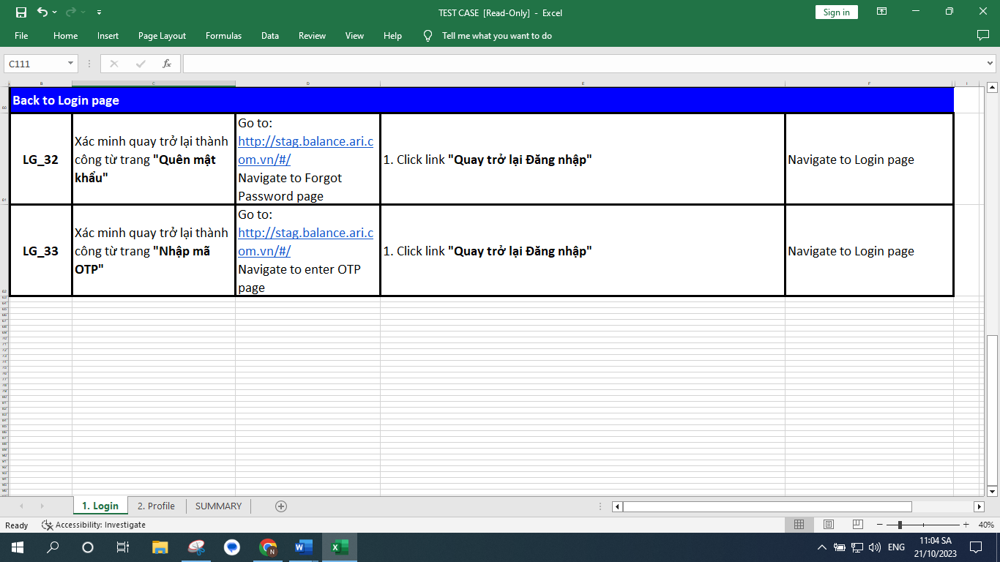 TEST CASE [Read-Only] - Excel
Sign in
File Home Insert Page Layout Formulas Data Review View Help Tell me what you want to do
C111
fx
B C D E F I
60
Back to Login page
61
LG_32
Xác minh quay trở lại thành
công từ trang "Quên mật
khẩu"
Go to:
http://stag.balance.ari.c
om.vn/#/
Navigate to Forgot
Password page
1. Click link "Quay trở lại Đăng nhập"
Navigate to Login page
62
LG_33
Xác minh quay trở lại thành
công từ trang "Nhập mã
OTP"
Go to:
http://stag.balance.ari.c
om.vn/#/
Navigate to enter OTP
page
1. Click link "Quay trở lại Đăng nhập"
Navigate to Login page
1. Login 2. Profile SUMMARY
Ready Accessibility: Investigate 40%
ENG
11:04 SA
21/10/2023